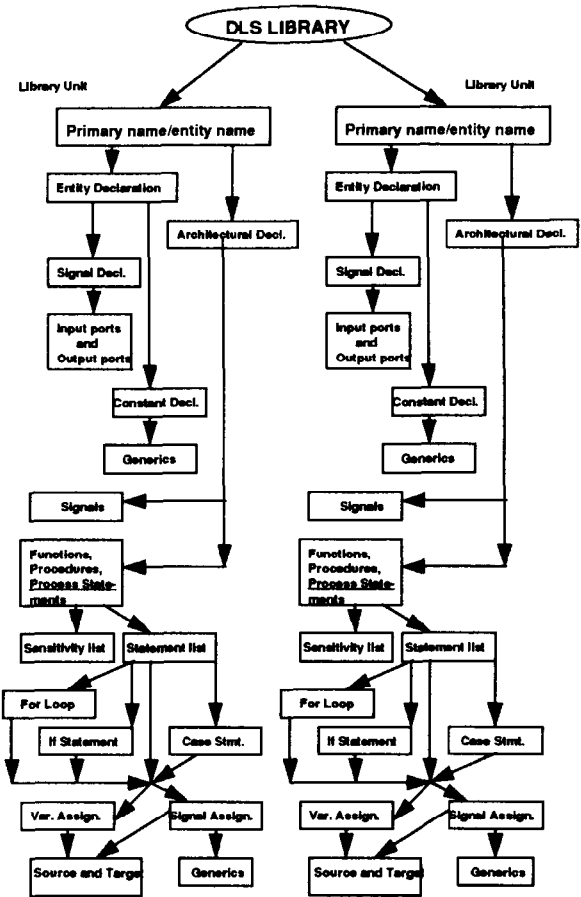 DLS LIBRARY
Library Unit
Primary name/entity name
Entity Declaration
Architectural Decl.
Signal Decl.
Input ports
and
Output ports
Constant Decl.
Generics
Signals
Functions,
Procedures,
Process State-
ments
Sensitivity list
Statement list
For Loop
If Statement
Case Stmt.
Var. Assign.
Signal Assign.
Source and Target
Generics
Library Unit
Primary name/entity name
Entity Declaration
Architectural Decl.
Signal Decl.
Input ports
and
Output ports
Constant Decl.
Generics
Signals
Functions,
Procedures,
Process State-
ments
Sensitivity list
Statement list
For Loop
If Statement
Case Stmt.
Var. Assign.
Signal Assign.
Source and Target
Generics